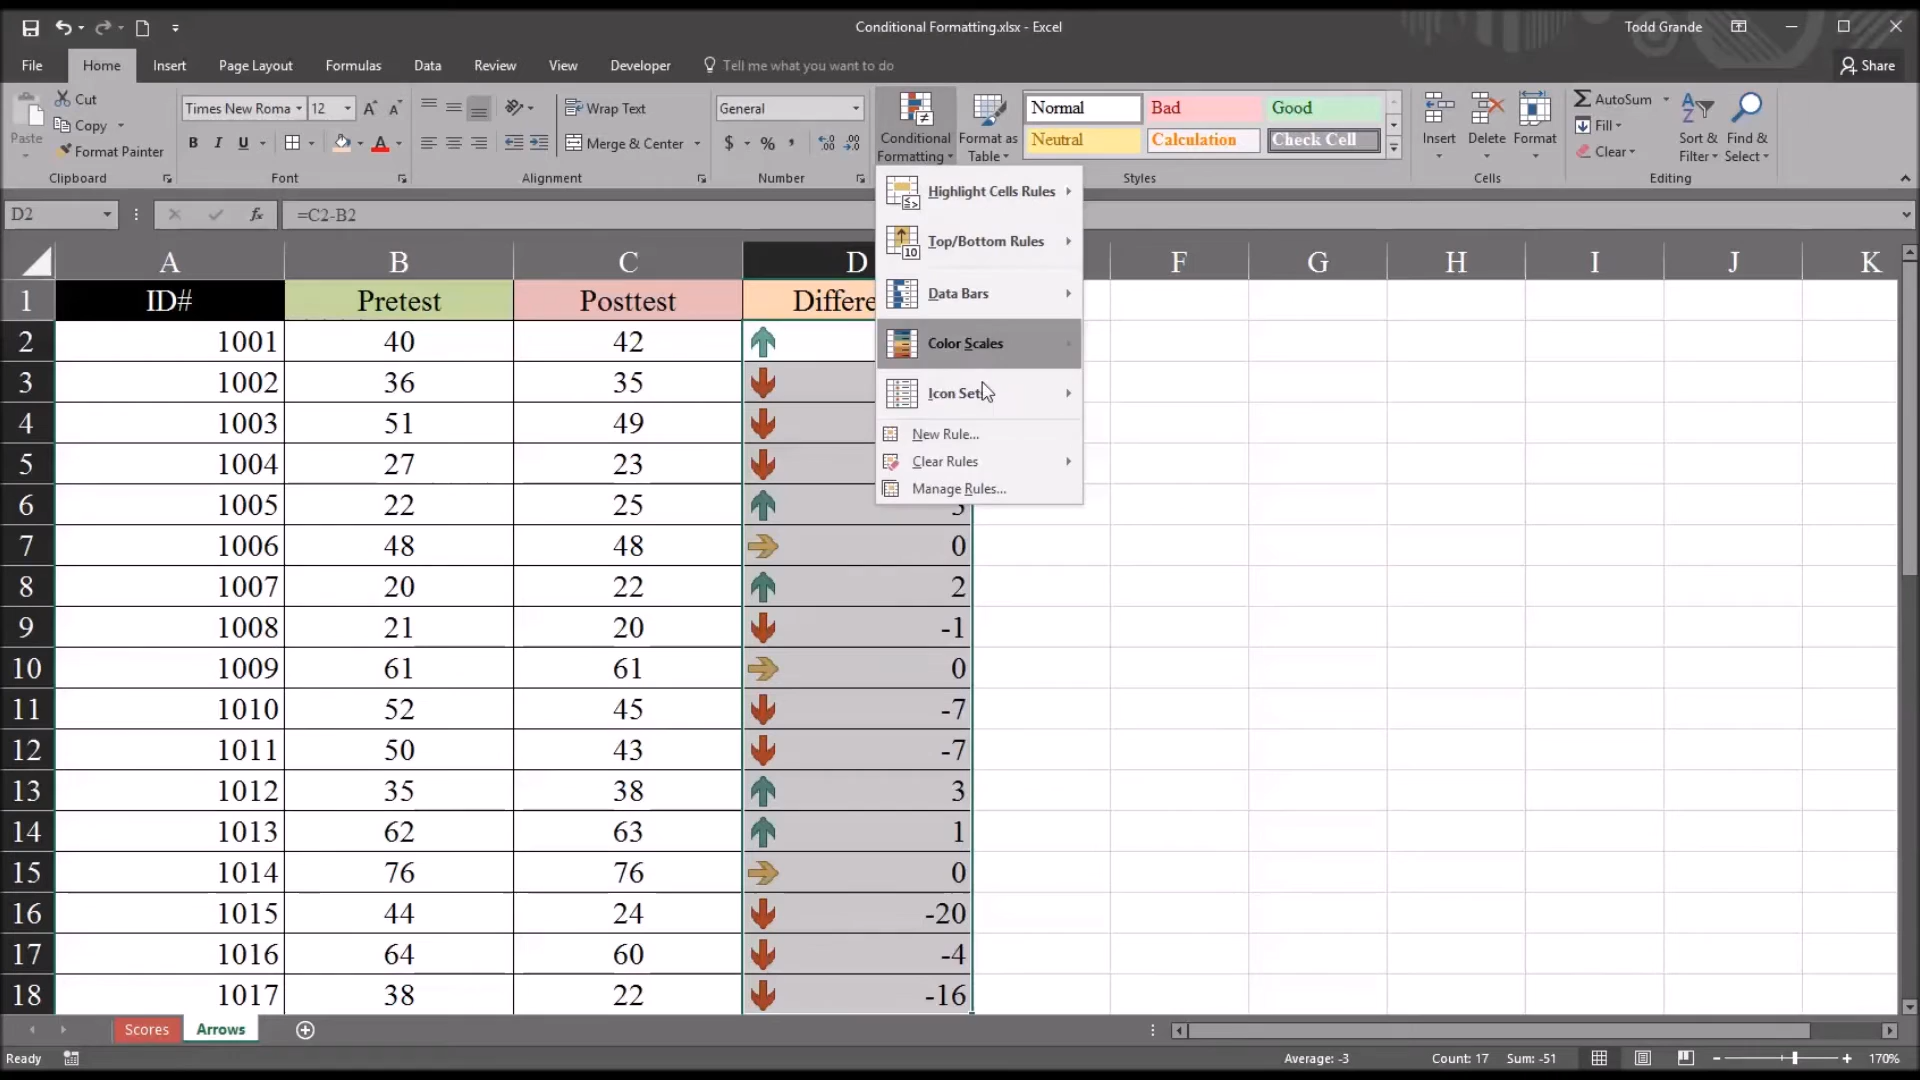 Conditional Formatting.xlsx - Excel
Todd Grande
File Home Insert Page Layout Formulas Data Review View Developer Tell me what you want to do Share
Paste
Cut
Copy
Format Painter
Clipboard
Times New Roma 12
B I U
Font
Wrap Text
Merge & Center
Alignment
General
$ % ,
Number
Conditional Formatting
Format as Table
Normal Bad Good
Neutral Calculation Check Cell
Styles
Insert Delete Format
Cells
AutoSum
Fill
Clear
Sort & Filter
Find & Select
Editing
D2 fx =C2-B2
Highlight Cells Rules
Top/Bottom Rules
Data Bars
Color Scales
New Rule...
Clear Rules
Manage Rules...
A B C D F G H I J K
1 ID# Pretest Posttest
2 1001 40 42
3 1002 36 35
4 1003 51 49
5 1004 27 23
6 1005 22 25
7 1006 48 48 0
8 1007 20 22 2
9 1008 21 20 -1
10 1009 61 61 0
11 1010 52 45 -7
12 1011 50 43 -7
13 1012 35 38 3
14 1013 62 63 1
15 1014 76 76 0
16 1015 44 24 -20
17 1016 64 60 -4
18 1017 38 22 -16
Scores Arrows
Ready Average: -3 Count: 17 Sum: -51 170%